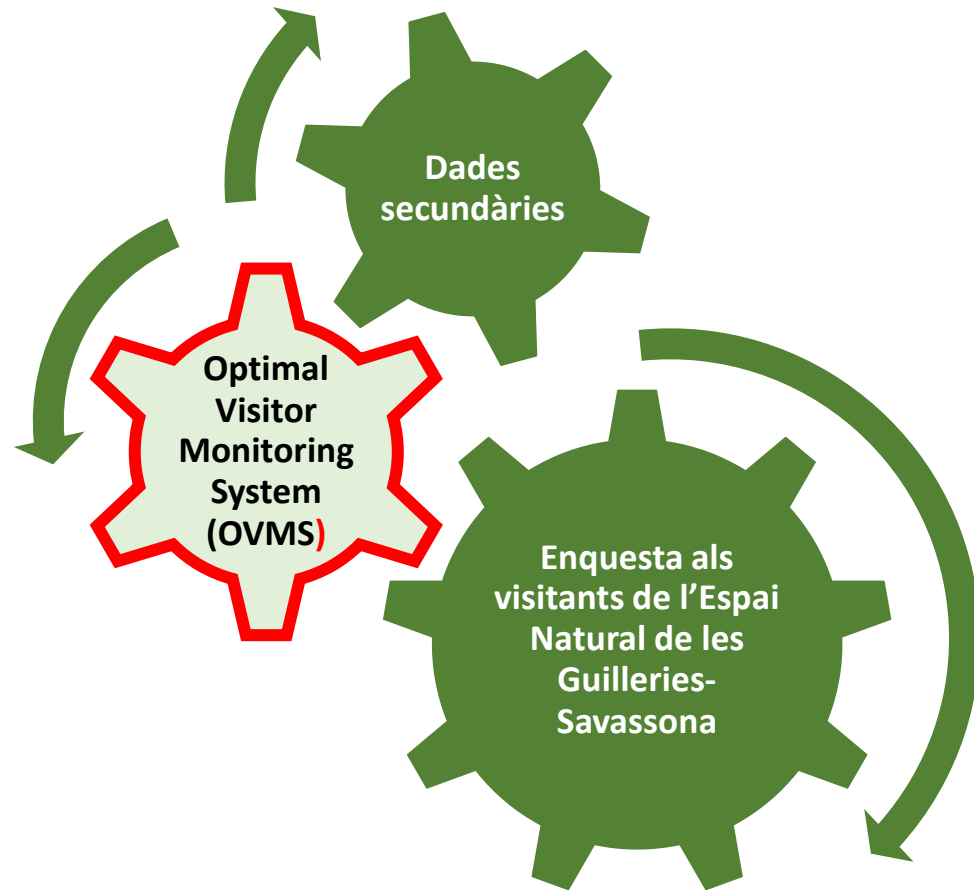 Dades
secundàries
Optimal
Visitor
Monitoring
System
(OVMS)
Enquesta als
visitants de l’Espai
Natural de les
Guilleries-
Savassona